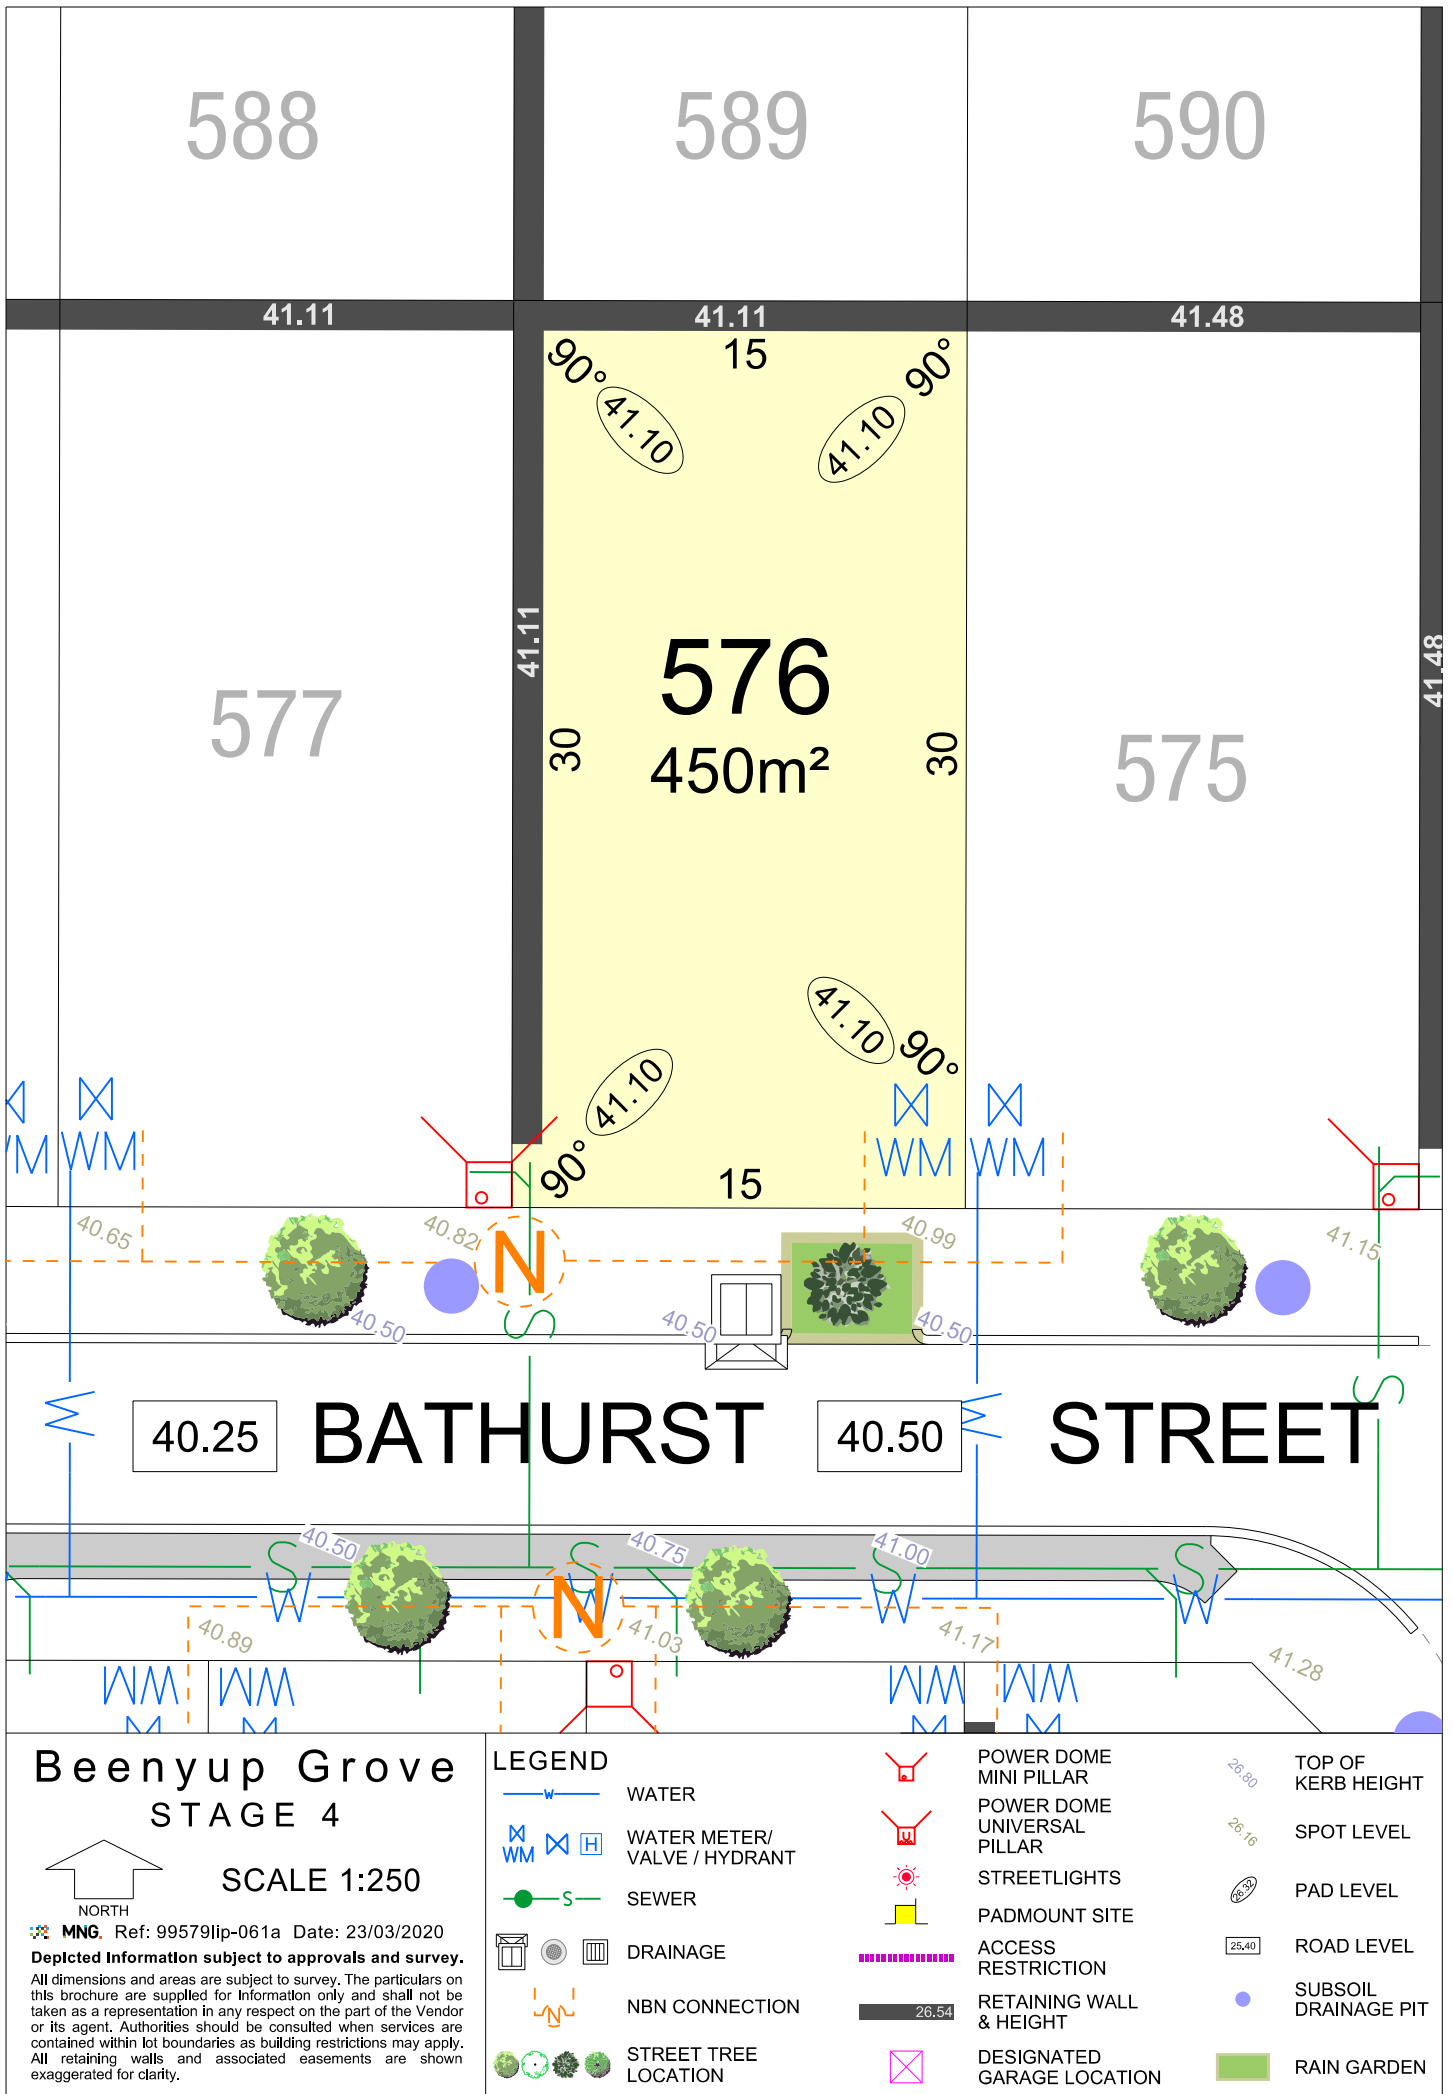 588
589
590
41.11
41.11
41.48
90°
15
90°
41.10
41.10
41.11
576
450m²
41.48
577
30
30
575
41.10
90°
41.10
90°
WM
WM
WM
WM
15
40.65
40.82
N
40.99
41.15
40.50
S
40.50
40.50
W
40.25
BATHURST
40.50
W
STREET
S
40.50
S
S
40.75
S
41.00
S
W
N
W
W
W
40.89
41.03
41.17
41.28
WM
WM
WM
WM
Beenyup Grove
STAGE 4
SCALE 1:250
NORTH
MNG. Ref: 99579lip-061a Date: 23/03/2020
Depicted Information subject to approvals and survey.
All dimensions and areas are subject to survey. The particulars on
this brochure are supplied for information only and shall not be
taken as a representation in any respect on the part of the Vendor
or its agent. Authorities should be consulted when services are
contained within lot boundaries as building restrictions may apply.
All retaining walls and associated easements are shown
exaggerated for clarity.
LEGEND
W WATER
WM H WATER METER/
VALVE / HYDRANT
S SEWER
DRAINAGE
N NBN CONNECTION
STREET TREE
LOCATION
POWER DOME
MINI PILLAR
U POWER DOME
UNIVERSAL
PILLAR
STREETLIGHTS
PADMOUNT SITE
ACCESS
RESTRICTION
26.54 RETAINING WALL
& HEIGHT
DESIGNATED
GARAGE LOCATION
26.80 TOP OF
KERB HEIGHT
26.16 SPOT LEVEL
26.32 PAD LEVEL
25.40 ROAD LEVEL
SUBSOIL
DRAINAGE PIT
RAIN GARDEN